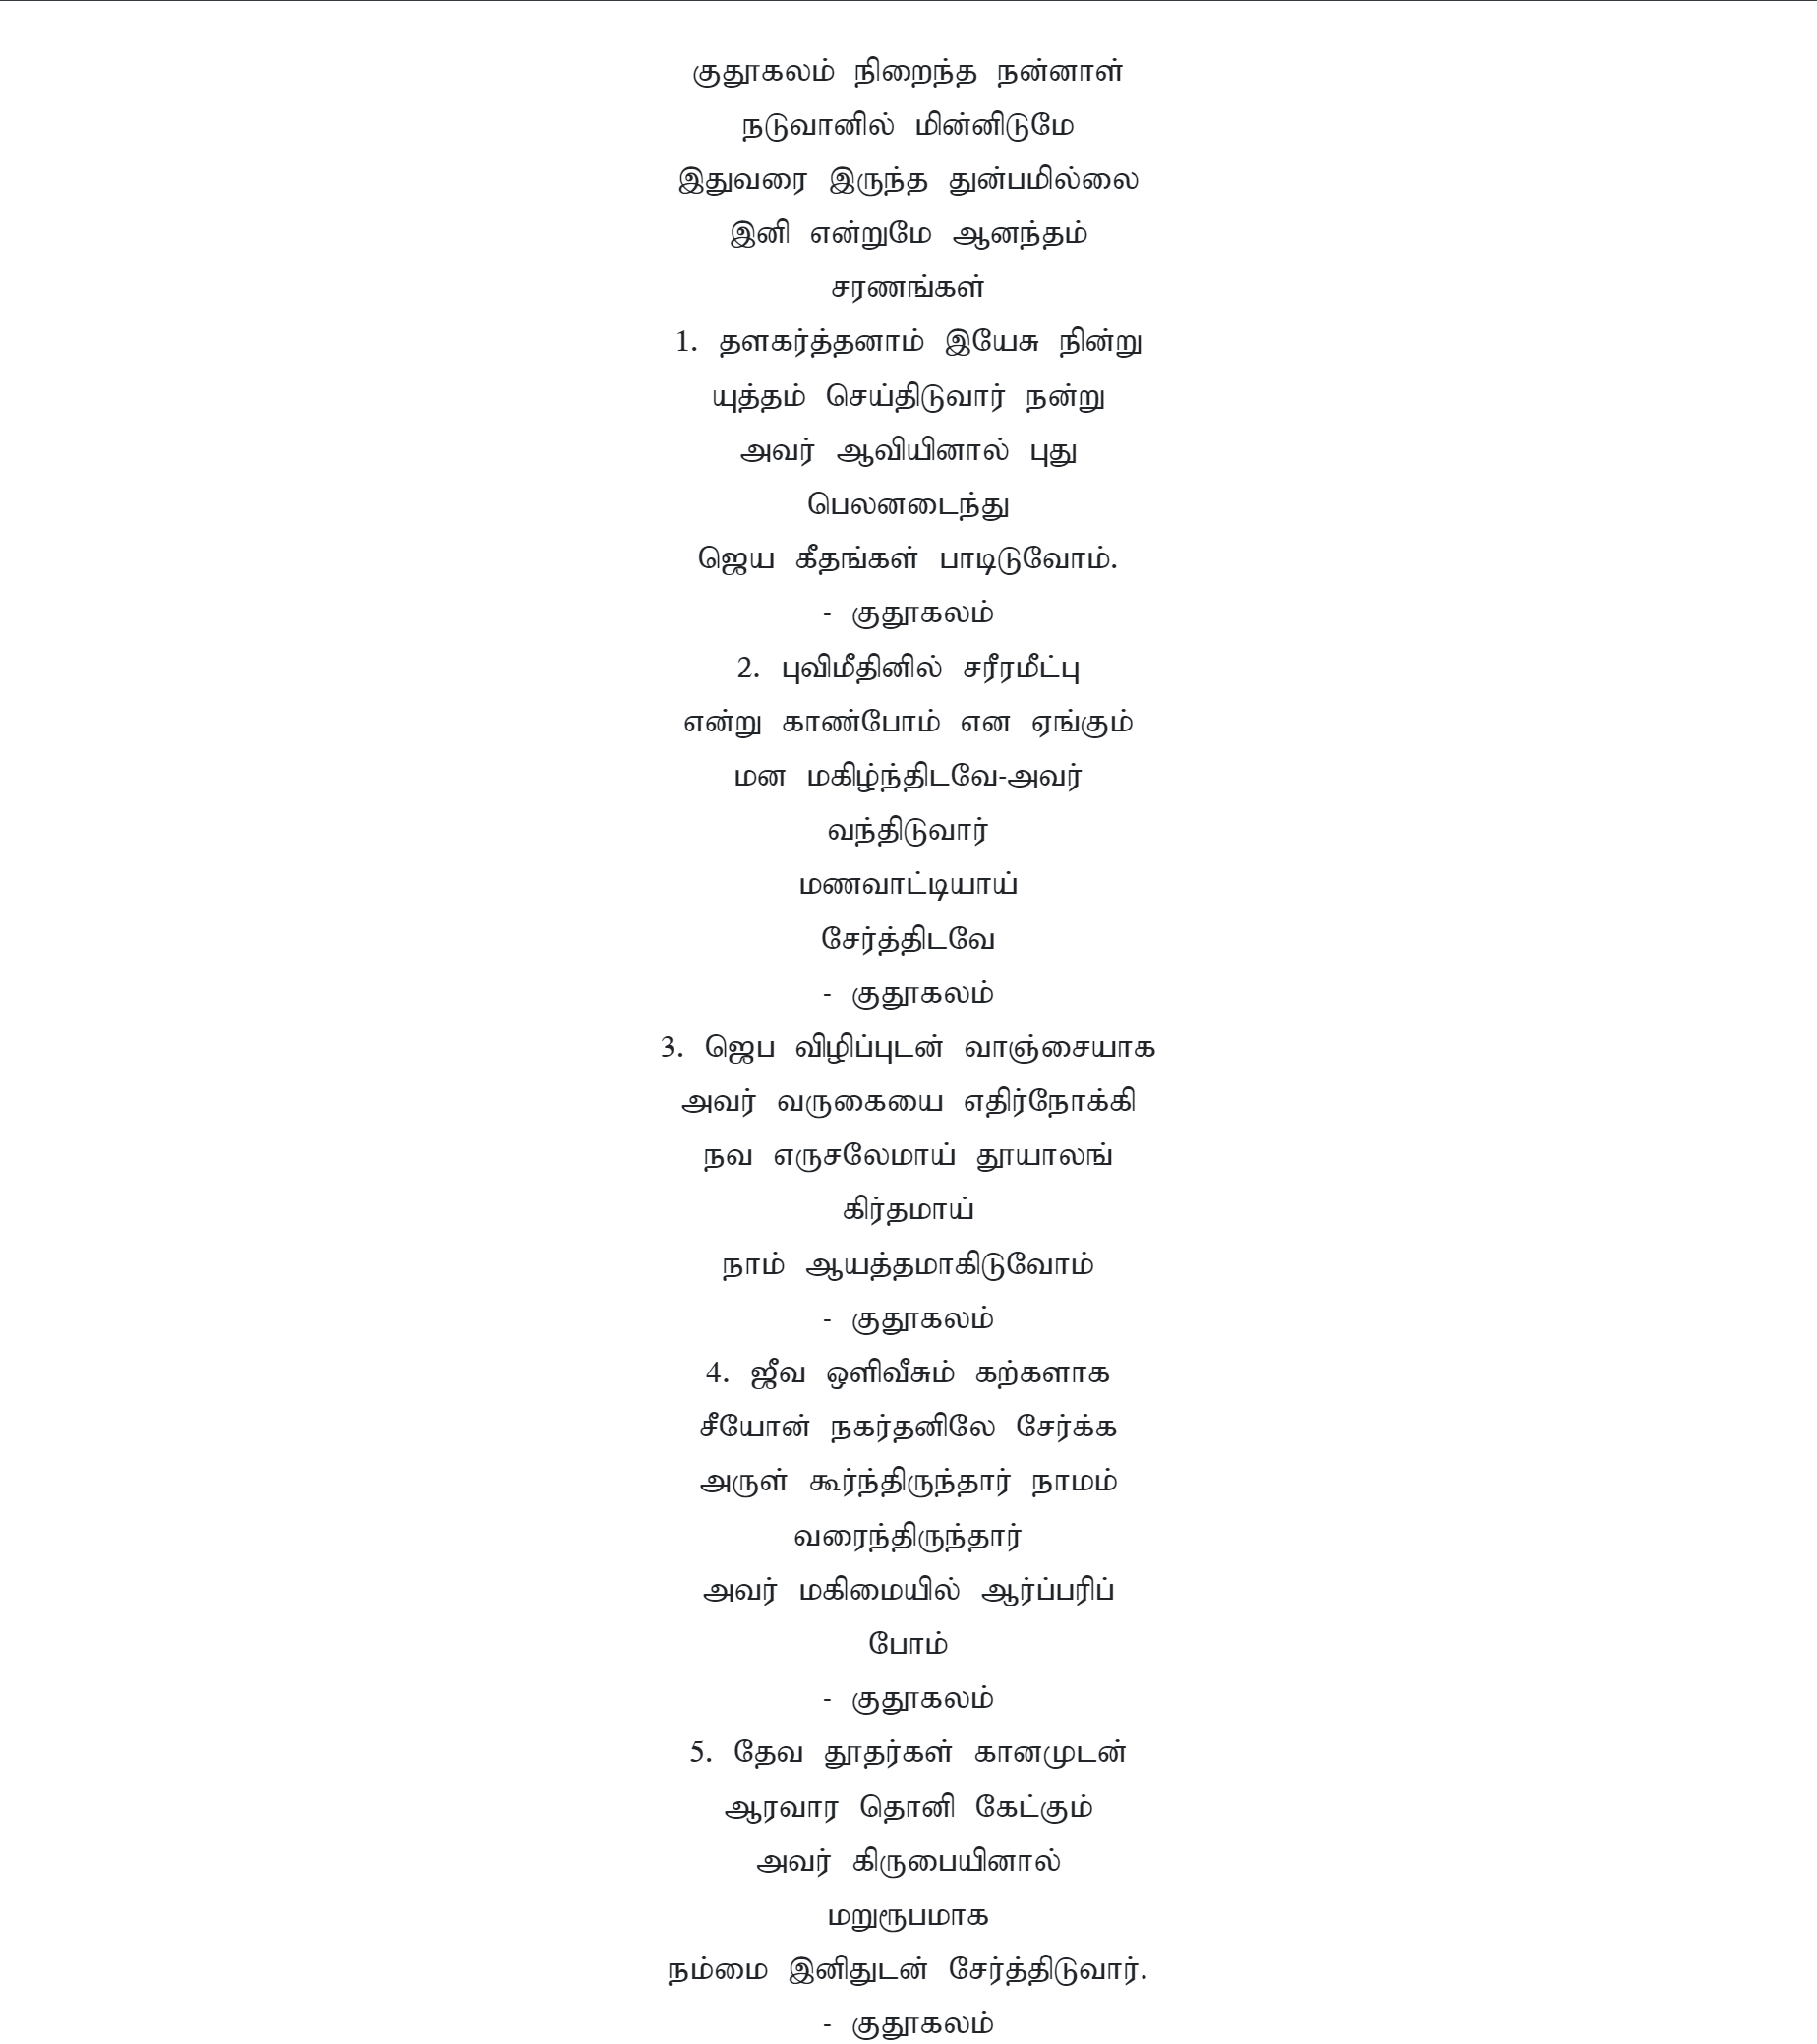 குதூகலம் நிறைந்த நன்னாள்
நடுவானில் மின்னிடுமே
இதுவரை இருந்த துன்பமில்லை
இனி என்றுமே ஆனந்தம்
சரணங்கள்
1. தளகர்த்தனாம் இயேசு நின்று
யுத்தம் செய்திடுவார் நன்று
அவர் ஆவியினால் புது
பெலனடைந்து
ஜெய கீதங்கள் பாடிடுவோம்.
- குதூகலம்
2. புவிமீதினில் சரீரமீட்பு
என்று காண்போம் என ஏங்கும்
மன மகிழ்ந்திடவே-அவர்
வந்திடுவார்
மணவாட்டியாய்
சேர்த்திடவே
- குதூகலம்
3. ஜெப விழிப்புடன் வாஞ்சையாக
அவர் வருகையை எதிர்நோக்கி
நவ எருசலேமாய் தூயாலங்
கிர்தமாய்
நாம் ஆயத்தமாகிடுவோம்
- குதூகலம்
4. ஜீவ ஒளிவீசும் கற்களாக
சீயோன் நகர்தனிலே சேர்க்க
அருள் கூர்ந்திருந்தார் நாமம்
வரைந்திருந்தார்
அவர் மகிமையில் ஆர்ப்பரிப்
போம்
- குதூகலம்
5. தேவ தூதர்கள் கானமுடன்
ஆரவார தொனி கேட்கும்
அவர் கிருபையினால்
மறுரூபமாக
நம்மை இனிதுடன் சேர்த்திடுவார்.
- குதூகலம்